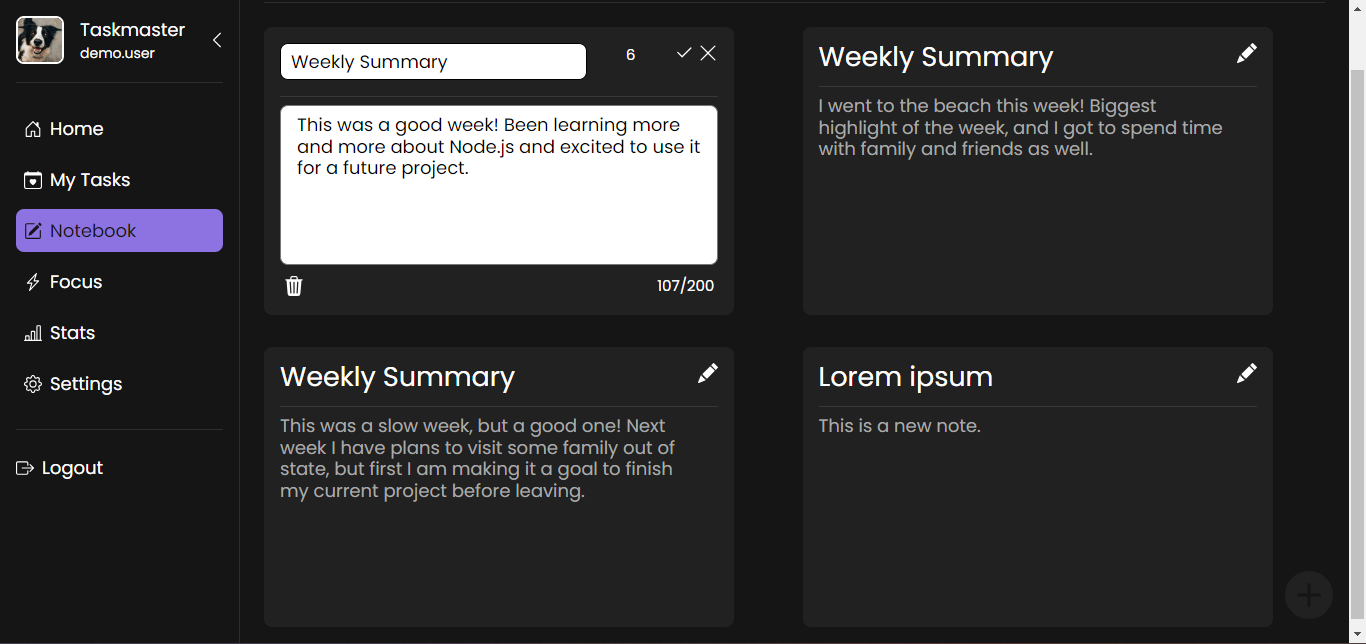 Taskmaster
demo.user
Home
My Tasks
Notebook
Focus
Stats
Settings
Logout
Weekly Summary
6
This was a good week! Been learning more
and more about Node.js and excited to use it
for a future project.
107/200
Weekly Summary
I went to the beach this week! Biggest
highlight of the week, and I got to spend time
with family and friends as well.
Weekly Summary
This was a slow week, but a good one! Next
week I have plans to visit some family out of
state, but first I am making it a goal to finish
my current project before leaving.
Lorem ipsum
This is a new note.